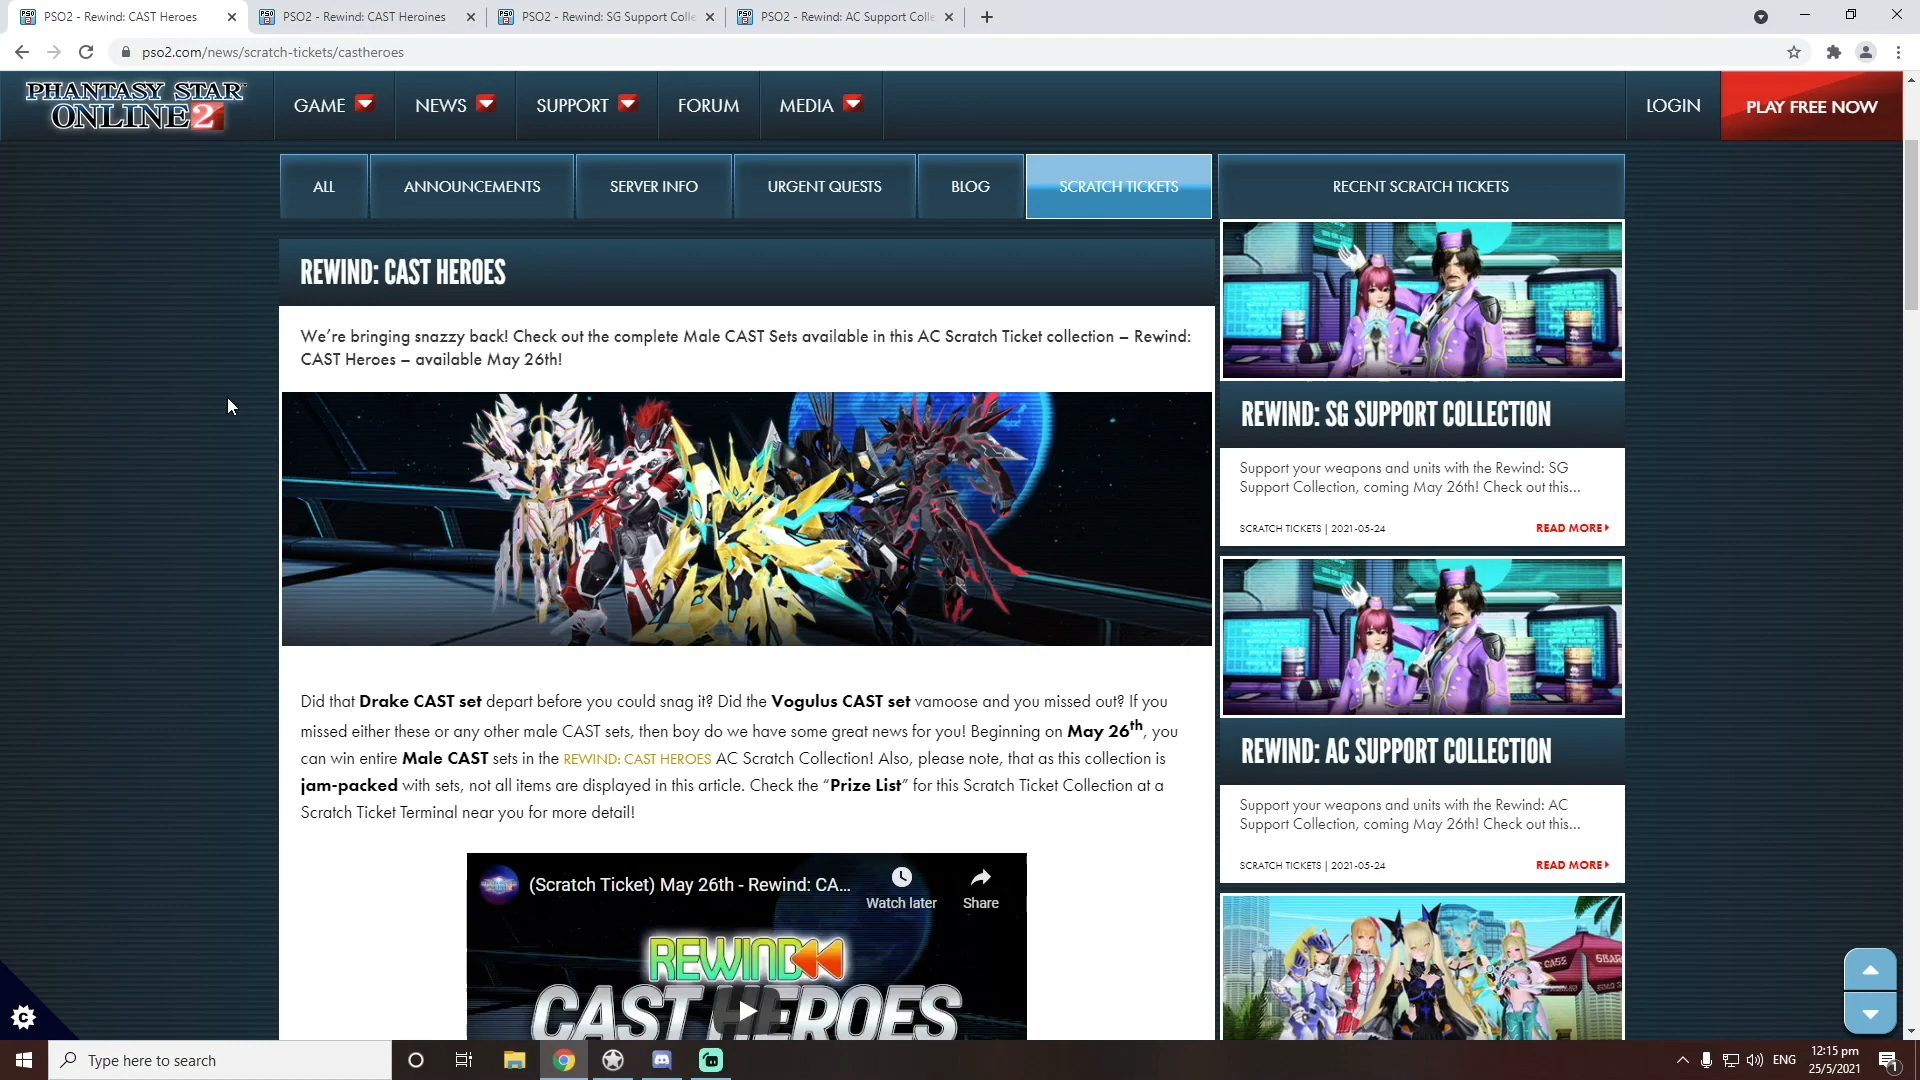 PSO2 - Rewind: CAST Heroes
PSO2 - Rewind: CAST Heroines
PSO2 - Rewind: SG Support Colle
PSO2 - Rewind: AC Support Colle
pso2.com/news/scratch-tickets/castheroes
PHANTASY STAR ONLINE 2
GAME
NEWS
SUPPORT
FORUM
MEDIA
LOGIN
PLAY FREE NOW
ALL
ANNOUNCEMENTS
SERVER INFO
URGENT QUESTS
BLOG
SCRATCH TICKETS
RECENT SCRATCH TICKETS
REWIND: CAST HEROES
We're bringing snazzy back! Check out the complete Male CAST Sets available in this AC Scratch Ticket collection – Rewind:
CAST Heroes – available May 26th!
Did that Drake CAST set depart before you could snag it? Did the Vogulus CAST set vamoose and you missed out? If you
missed either these or any other male CAST sets, then boy do we have some great news for you! Beginning on May 26th, you
can win entire Male CAST sets in the REWIND: CAST HEROES AC Scratch Collection! Also, please note, that as this collection is
jam-packed with sets, not all items are displayed in this article. Check the "Prize List" for this Scratch Ticket Collection at a
Scratch Ticket Terminal near you for more detail!
(Scratch Ticket) May 26th - Rewind: CA...
Watch later
Share
REWIND
CAST HEROES
REWIND: SG SUPPORT COLLECTION
Support your weapons and units with the Rewind: SG
Support Collection, coming May 26th! Check out this...
SCRATCH TICKETS | 2021-05-24
READ MORE
REWIND: AC SUPPORT COLLECTION
Support your weapons and units with the Rewind: AC
Support Collection, coming May 26th! Check out this...
SCRATCH TICKETS | 2021-05-24
READ MORE
Type here to search
ENG
12:15 pm
25/5/2021
1